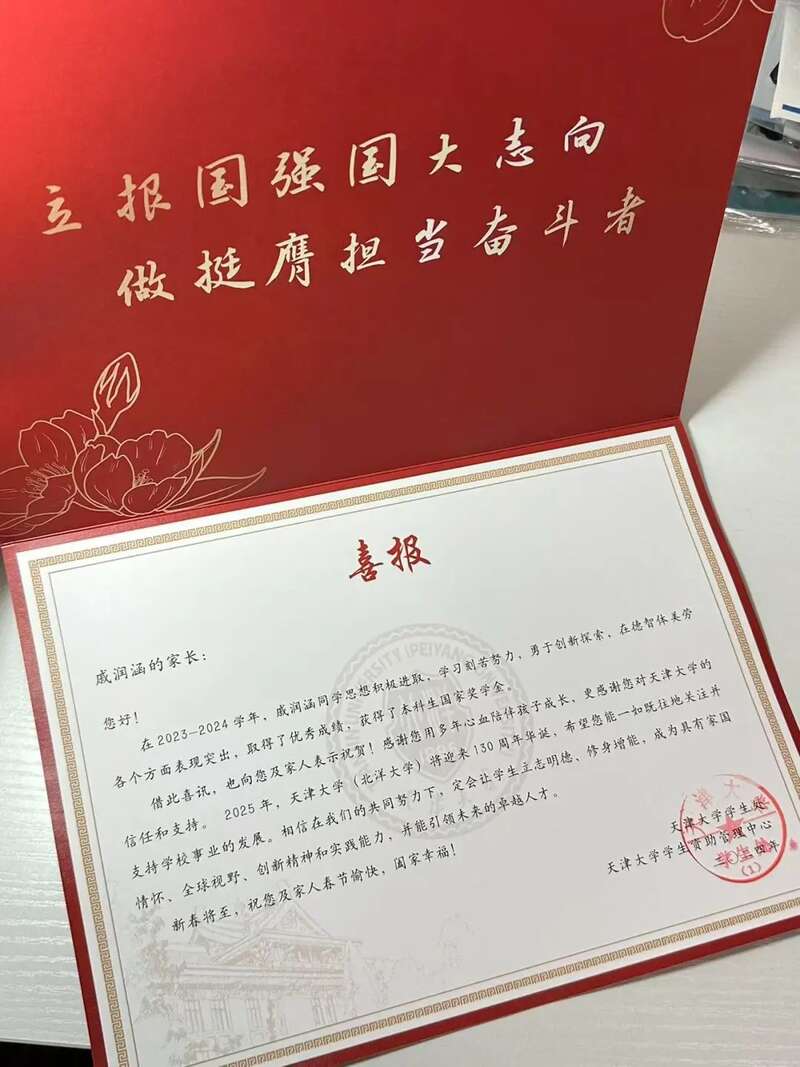 立报国强国大志向
做挺膺担当奋斗者
喜报
戚润涵的家长：
您好！
在2023-2024学年，戚润涵同学思想积极进取，学习刻苦努力，勇于创新探索，在德智体美劳
各个方面表现突出，取得了优秀成绩，获得了本科生国家奖学金。
借此喜讯，也向您及家人表示祝贺！感谢您用多年心血陪伴孩子成长，更感谢您对天津大学的
信任和支持。2025年，天津大学（北洋大学）将迎来130周年华诞，希望您能一如既往地关注并
支持学校事业的发展。相信在我们的共同努力下，定会让学生立志明德、修身增能，成为具有家国
情怀、全球视野、创新精神和实践能力，并能引领未来的卓越人才。
新春将至，祝您及家人春节愉快，阖家幸福！
天津大学学生处
天津大学学生资助管理中心
二〇二四年
(1)